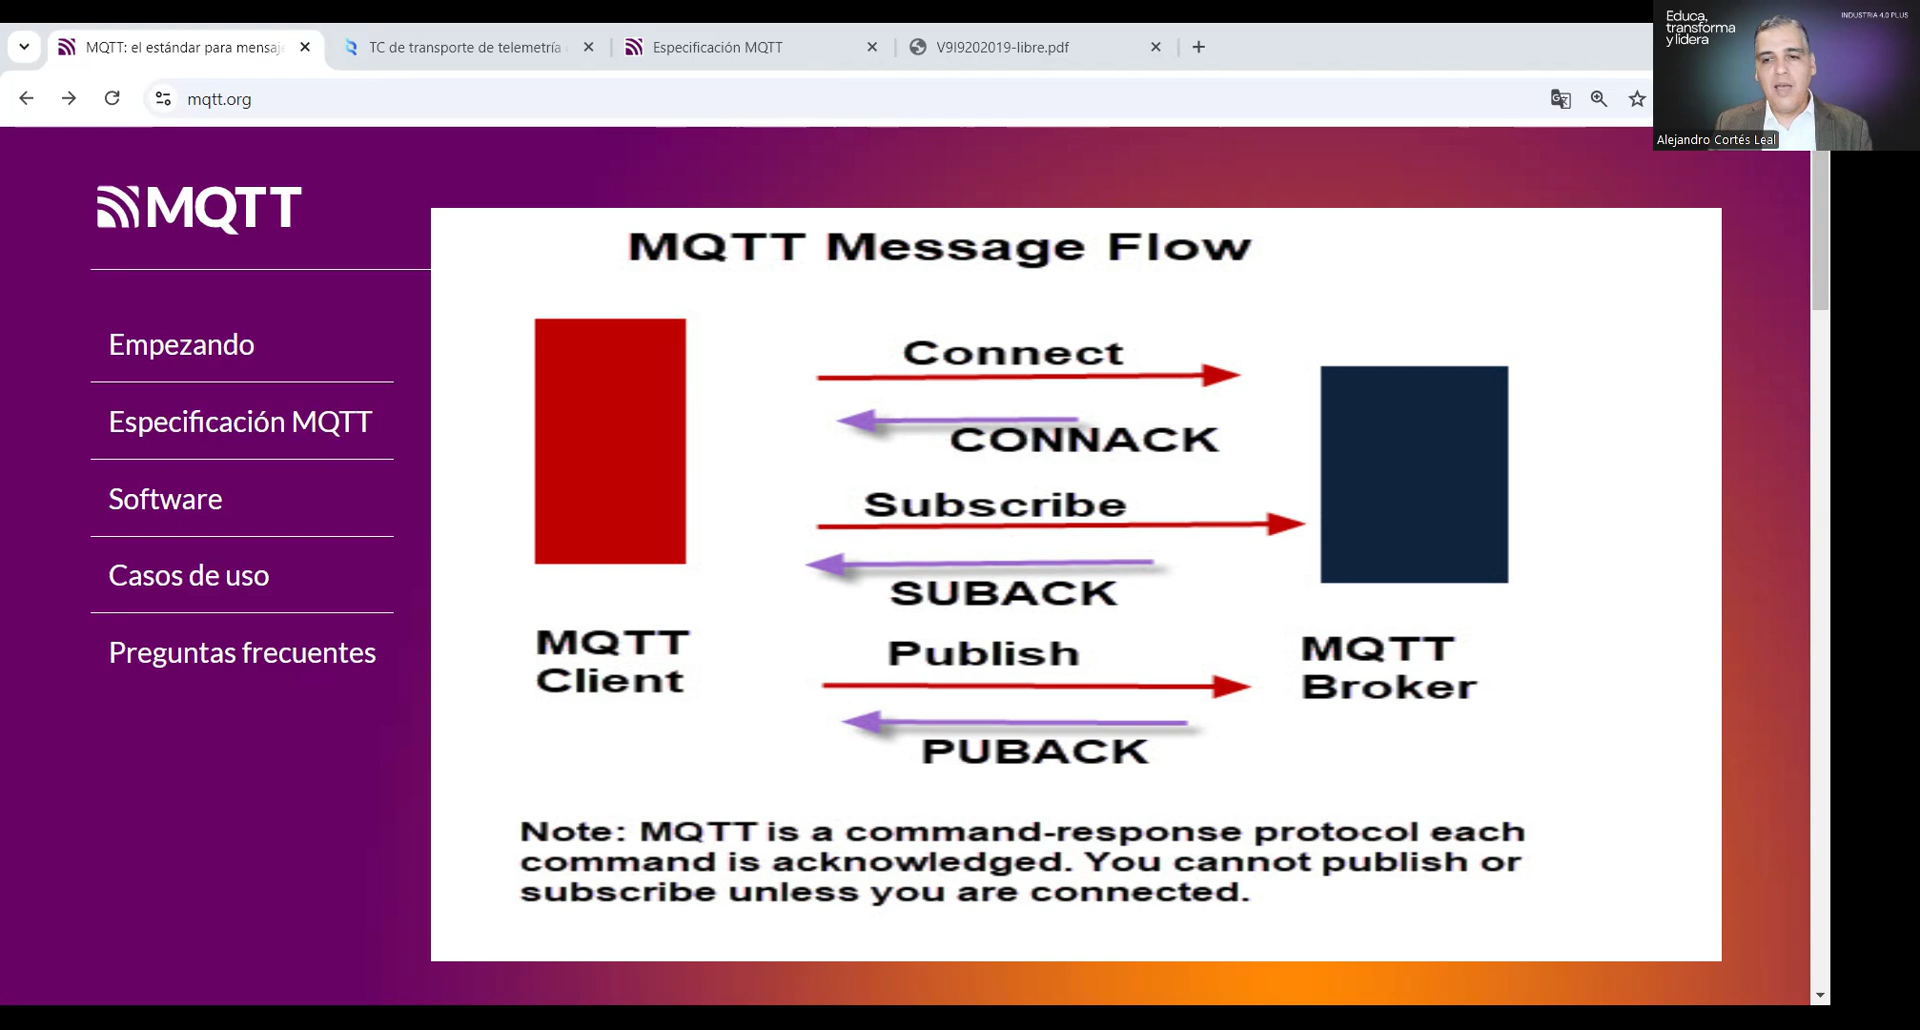 MQTT: el estándar para mensaje
TC de transporte de telemetría
Especificación MQTT
V9I9202019-libre.pdf
mqtt.org
Educa,
transforma
y lidera
INDUSTRIA 4.0 PLUS
Alejandro Cortés Leal
MQTT
Empezando
Especificación MQTT
Software
Casos de uso
Preguntas frecuentes
MQTT Message Flow
Connect
CONNACK
Subscribe
SUBACK
MQTT
Client
Publish
PUBACK
MQTT
Broker
Note: MQTT is a command-response protocol each
command is acknowledged. You cannot publish or
subscribe unless you are connected.